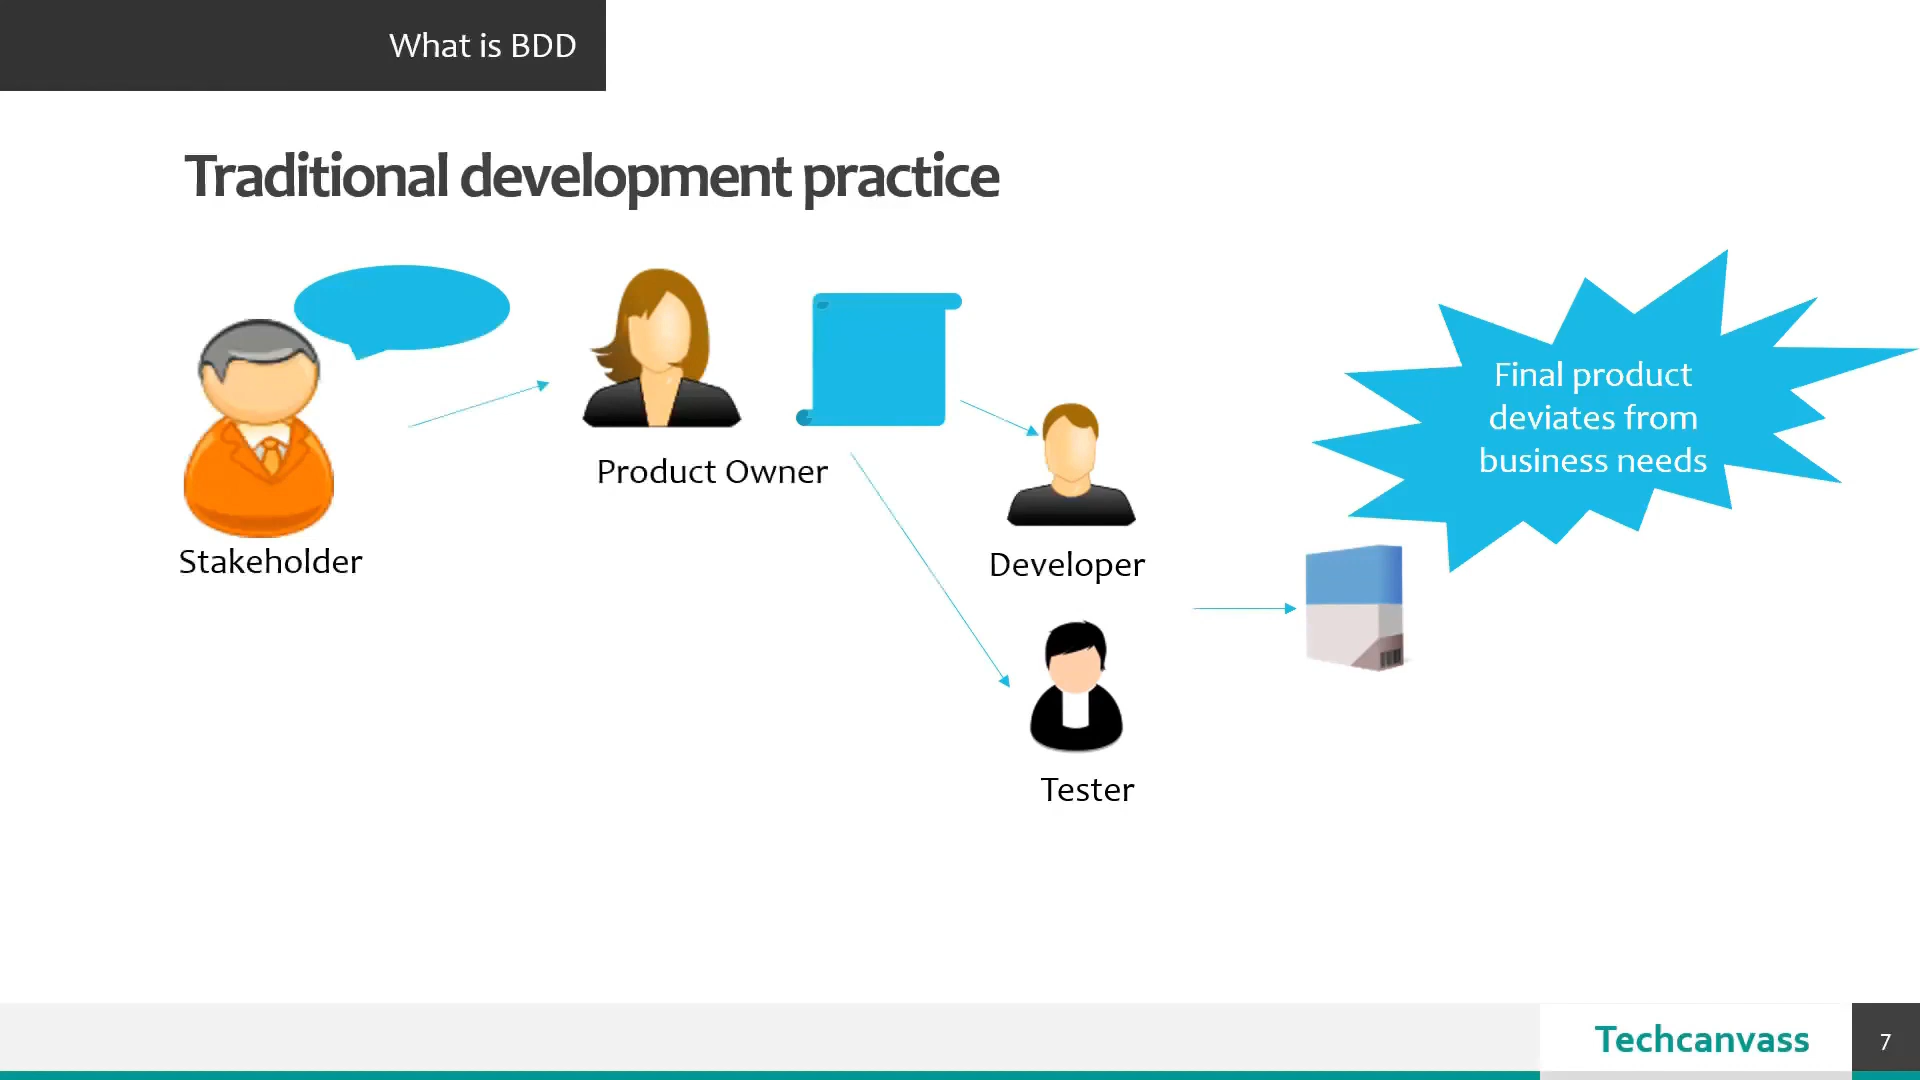 What is BDD
Traditional development practice
Final product
deviates from
business needs
Product Owner
Stakeholder
Developer
Tester
Techcanvass
7